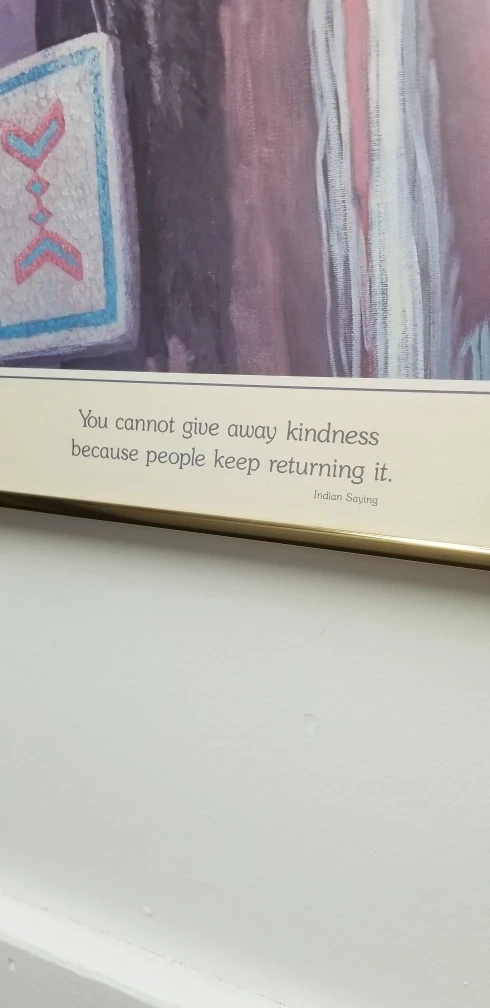 You cannot give away kindness
because people keep returning it.
Indian Saying